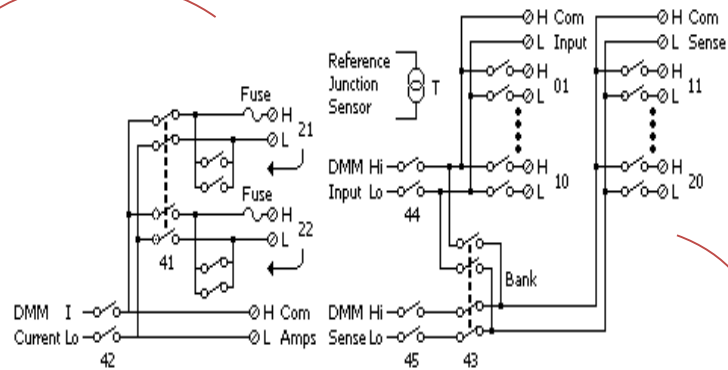 H Com
L Input
H
01
L
H
10
L
H Com
L Sense
H
11
L
H
20
L
Reference
Junction
Sensor
T
Fuse
H
21
L
Fuse
H
22
L
41
DMM I
Current Lo
42
H Com
L Amps
DMM Hi
Input Lo
44
Bank
DMM Hi
Sense Lo
45
43